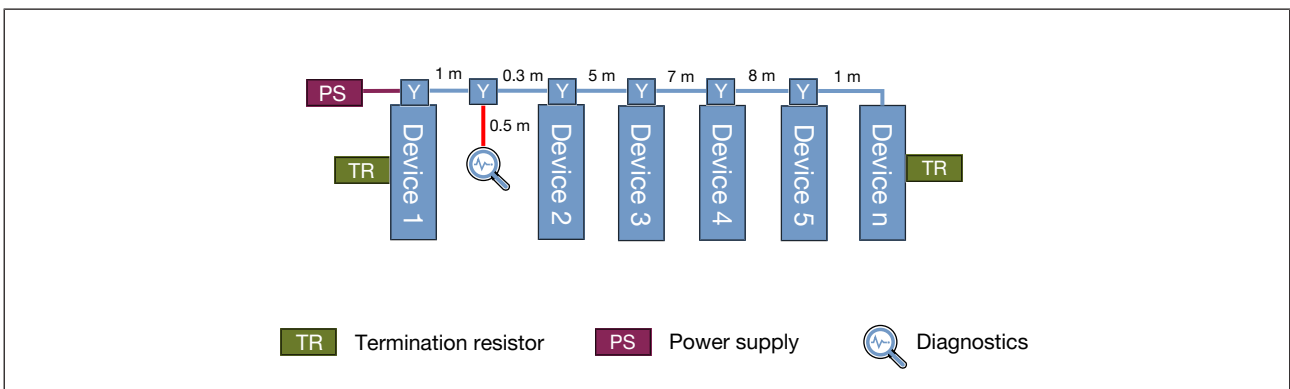 1 m 0.3 m 5 m 7 m 8 m 1 m
PS Y Y Y Y Y Y
0.5 m
TR Device 1 Device 2 Device 3 Device 4 Device 5 Device n TR
TR Termination resistor PS Power supply Diagnostics